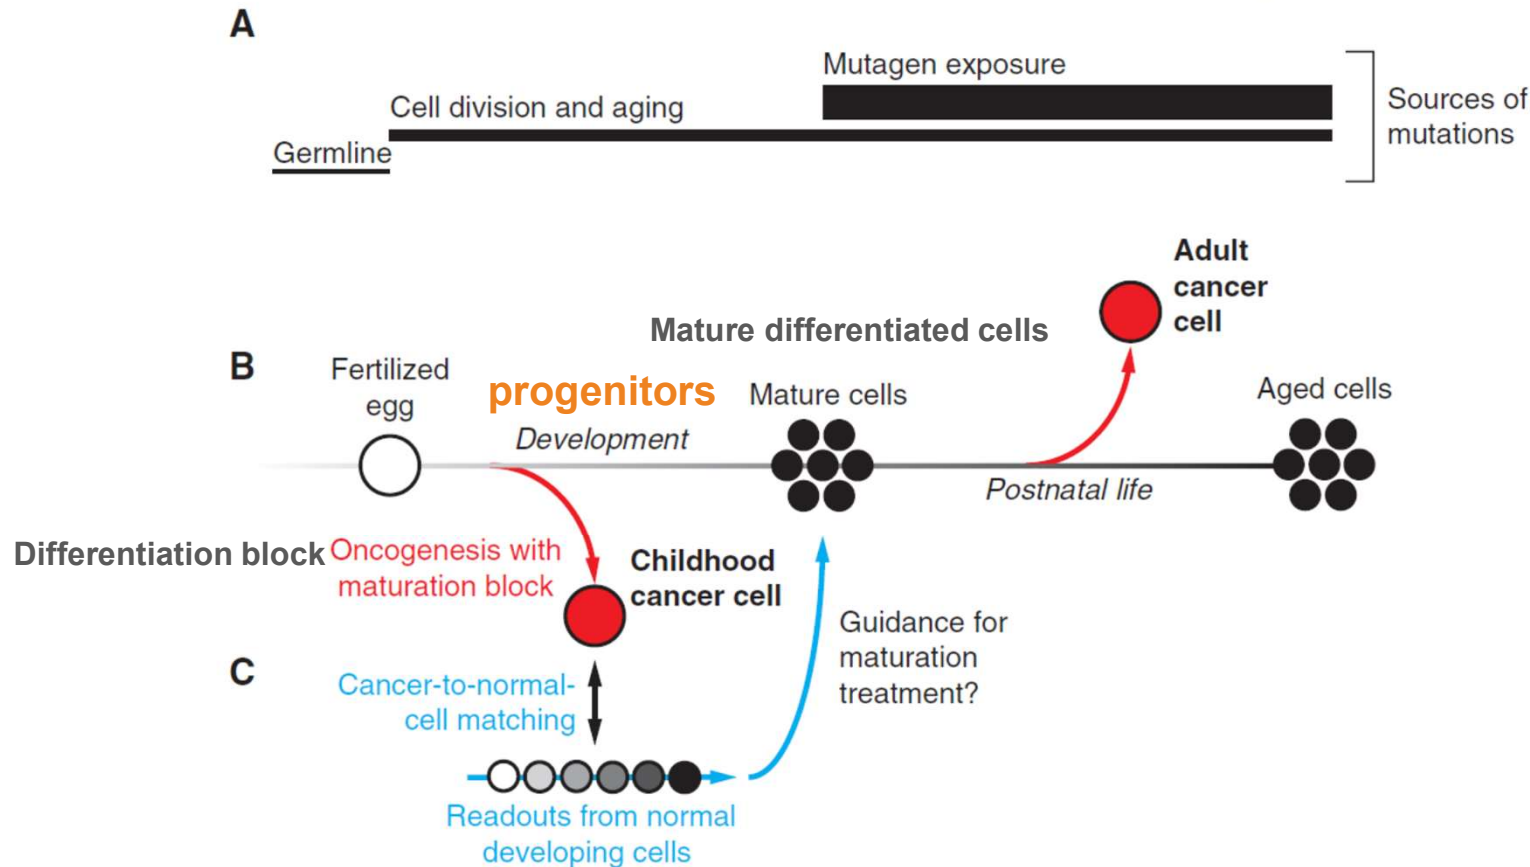 A
Mutagen exposure
Cell division and aging
Germline
Sources of
mutations
Adult
cancer
cell
Mature differentiated cells
B
Fertilized
egg
progenitors
Mature cells
Aged cells
Development
Postnatal life
Differentiation block
Oncogenesis with
maturation block
Childhood
cancer cell
Guidance for
maturation
treatment?
C
Cancer-to-normal-
cell matching
Readouts from normal
developing cells